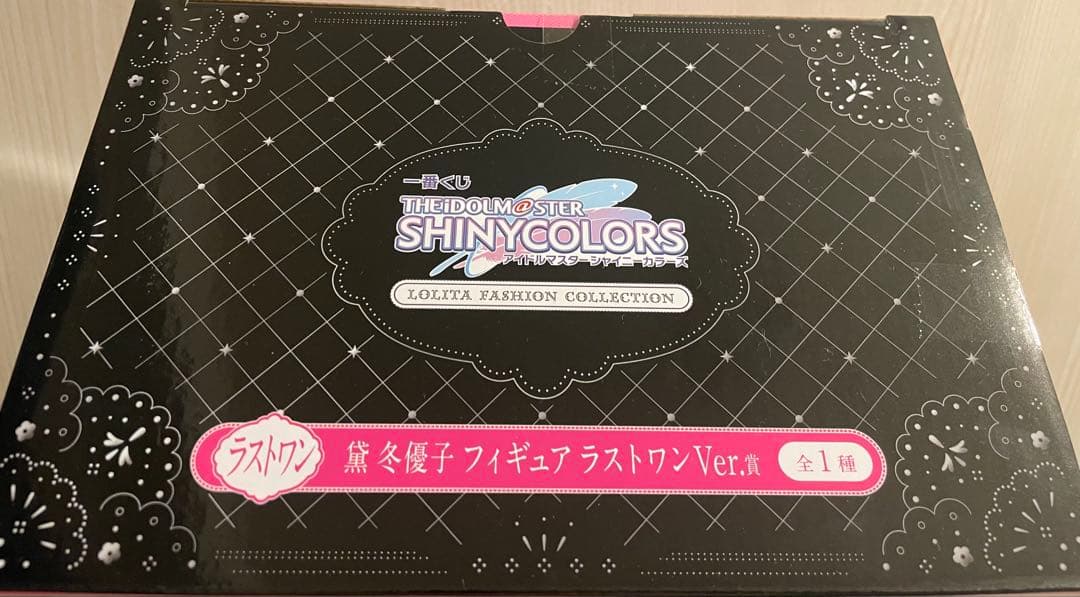 一番くじ
THE iDOLM@STER
SHINYCOLORS
アイドルマスターシャイニーカラーズ
LOLITA FASHION COLLECTION
ラストワン 黛 冬優子 フィギュア ラストワンVer.賞 全1種